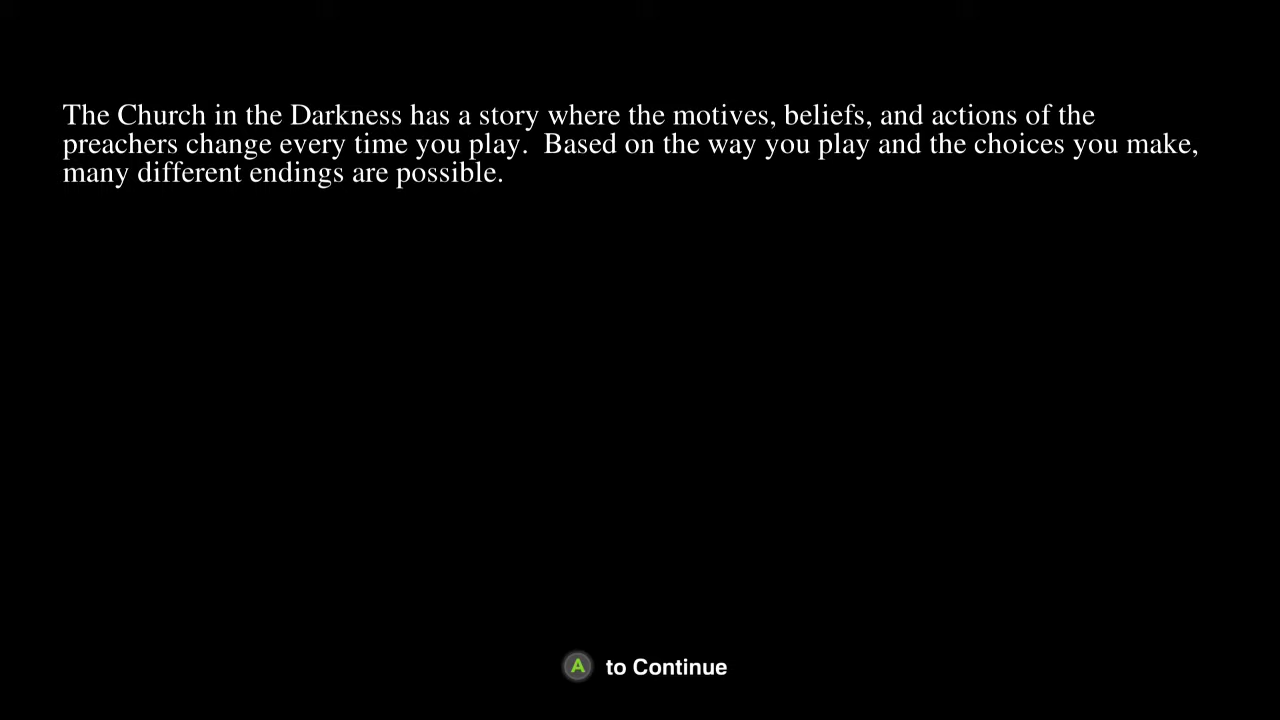 The Church in the Darkness has a story where the motives, beliefs, and actions of the
preachers change every time you play.  Based on the way you play and the choices you make,
many different endings are possible.
A to Continue